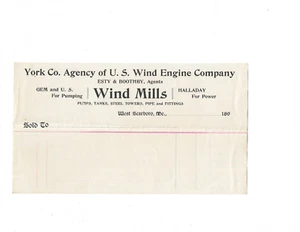 York Co. Agency of U. S. Wind Engine Company
ESTY & BOOTHBY, Agents
GEM and U. S.
For Pumping
Wind Mills
HALLADAY
For Power
PUMPS, TANKS, STEEL TOWERS, PIPE and FITTINGS
West Scarboro, Me., 189
Sold To